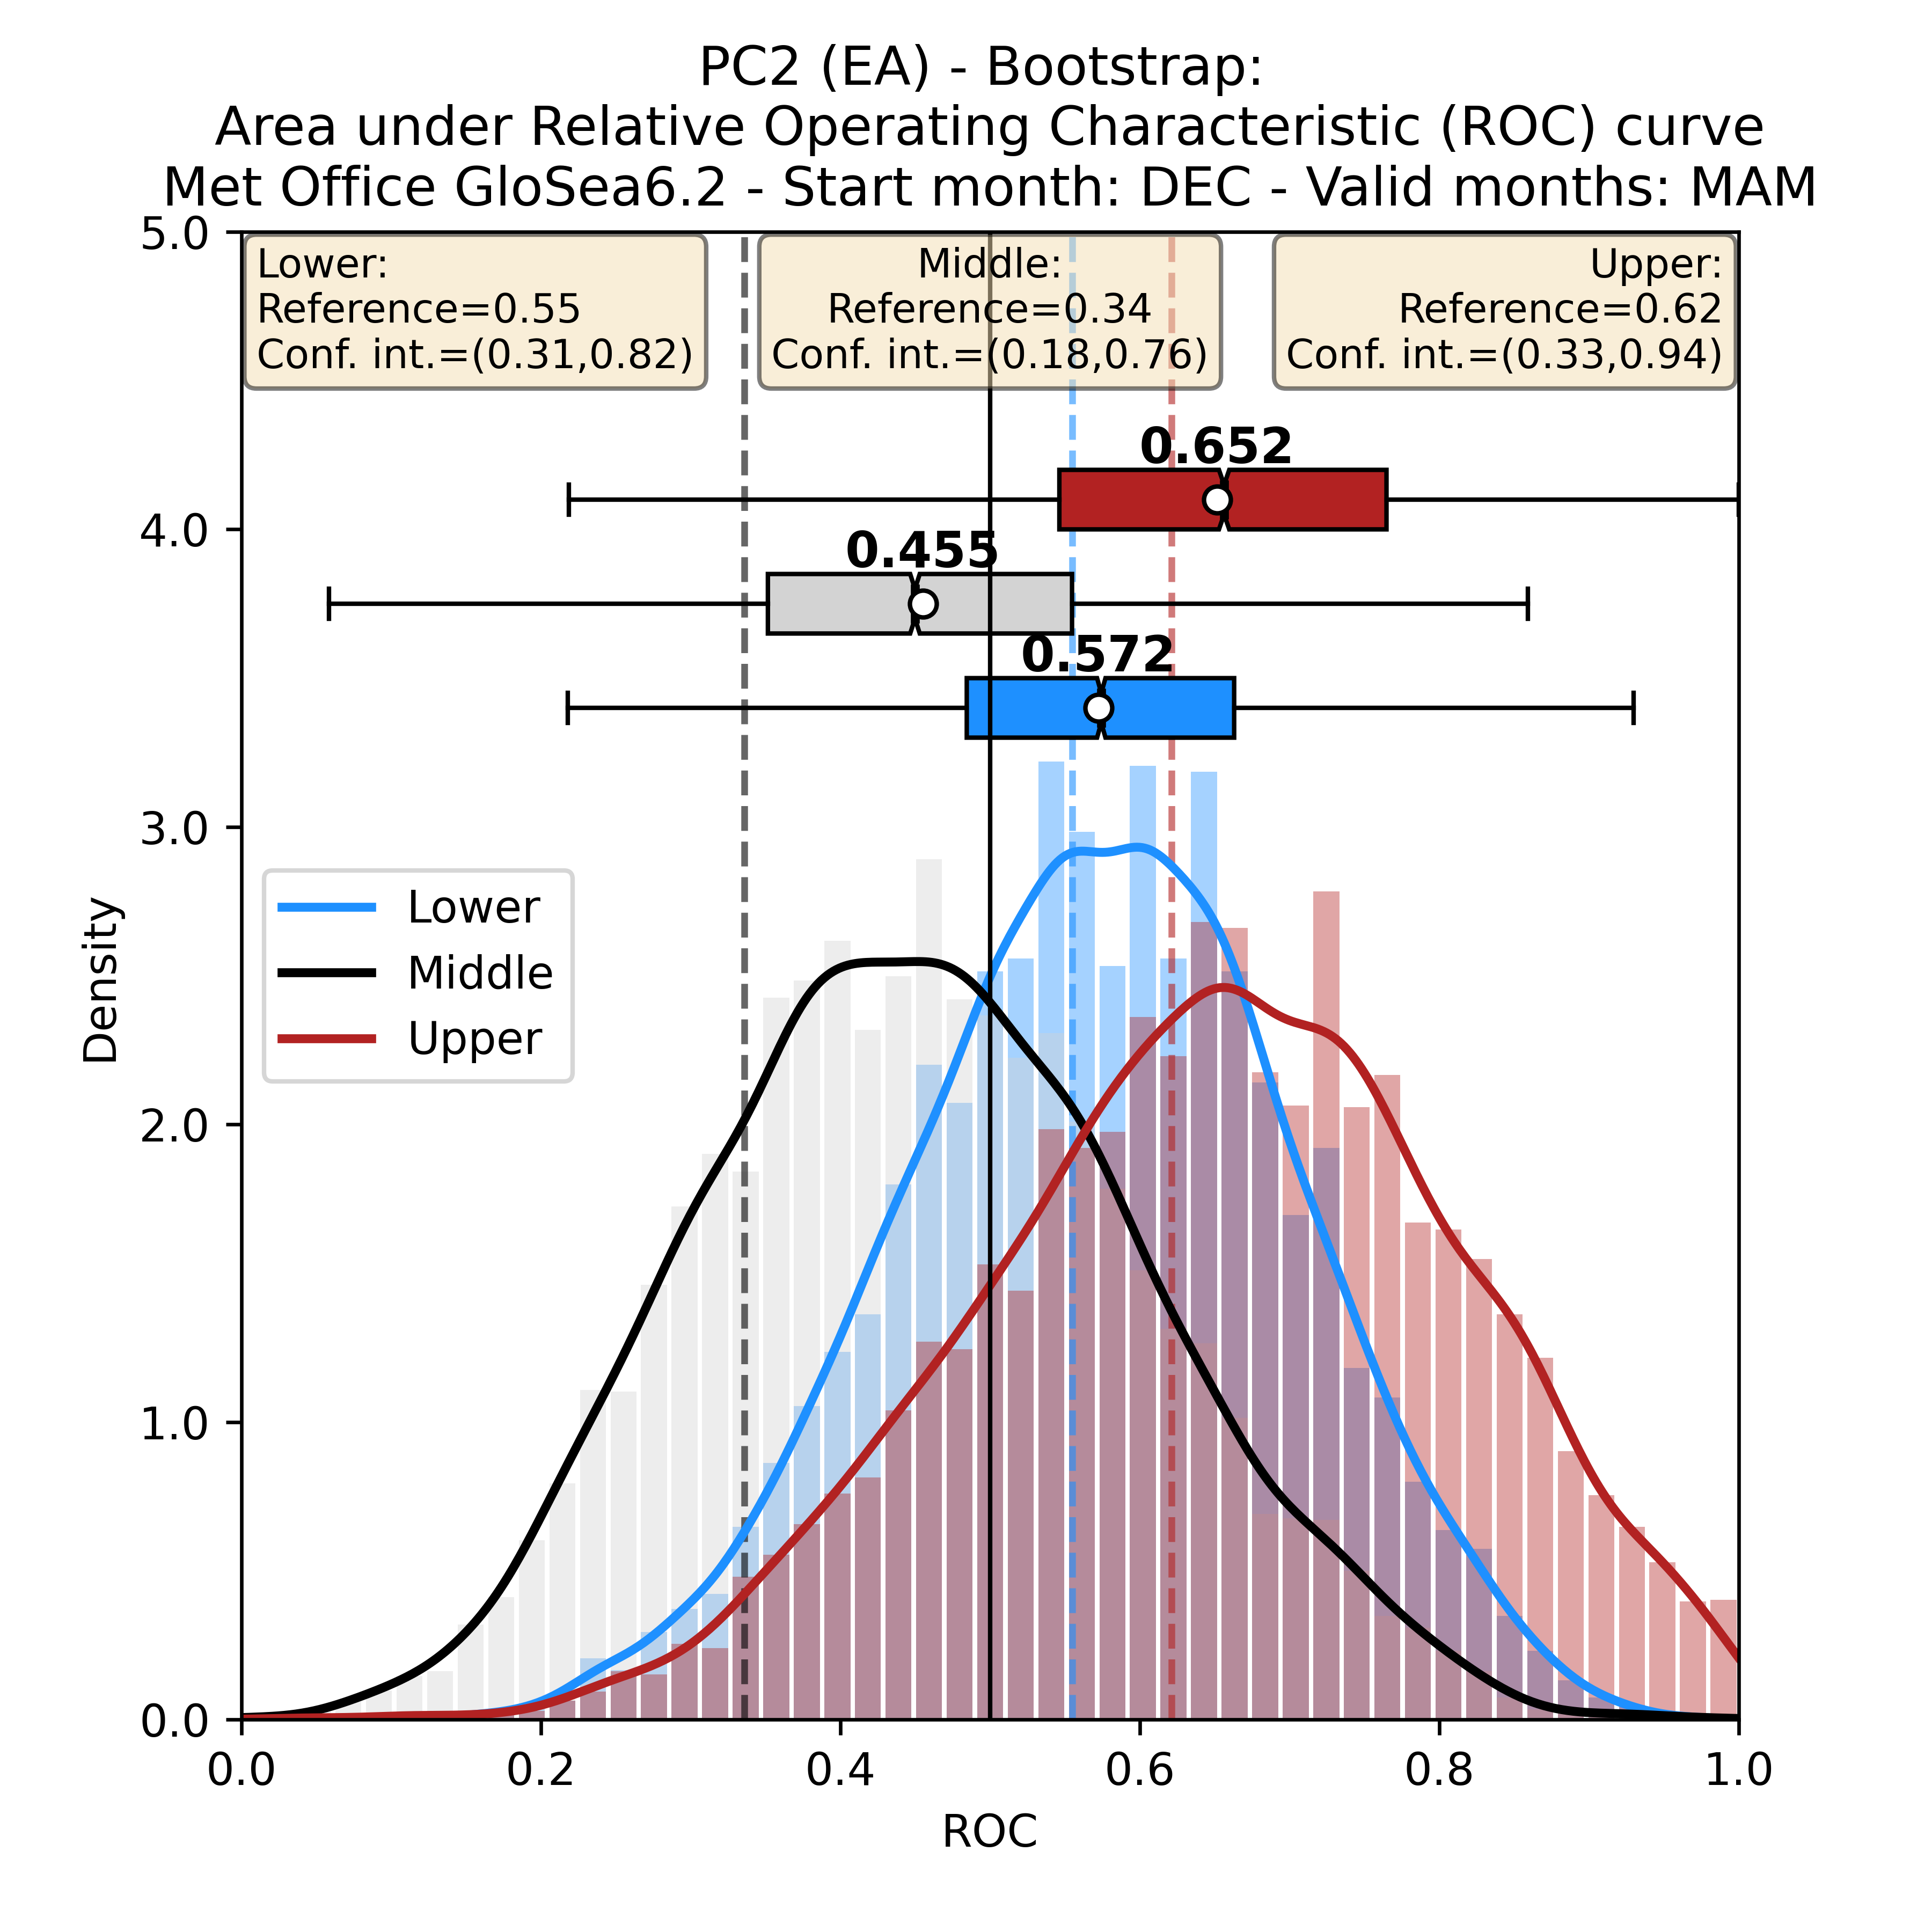 PC2 (EA) - Bootstrap:
Area under Relative Operating Characteristic (ROC) curve
Met Office GloSea6.2 - Start month: DEC - Valid months: MAM
Lower:
Reference=0.55
Conf. int.=(0.31,0.82)
Middle:
Reference=0.34
Conf. int.=(0.18,0.76)
Upper:
Reference=0.62
Conf. int.=(0.33,0.94)
0.652
0.455
0.572
Lower
Middle
Upper
Density
5.0
4.0
3.0
2.0
1.0
0.0
0.0 0.2 0.4 0.6 0.8 1.0
ROC